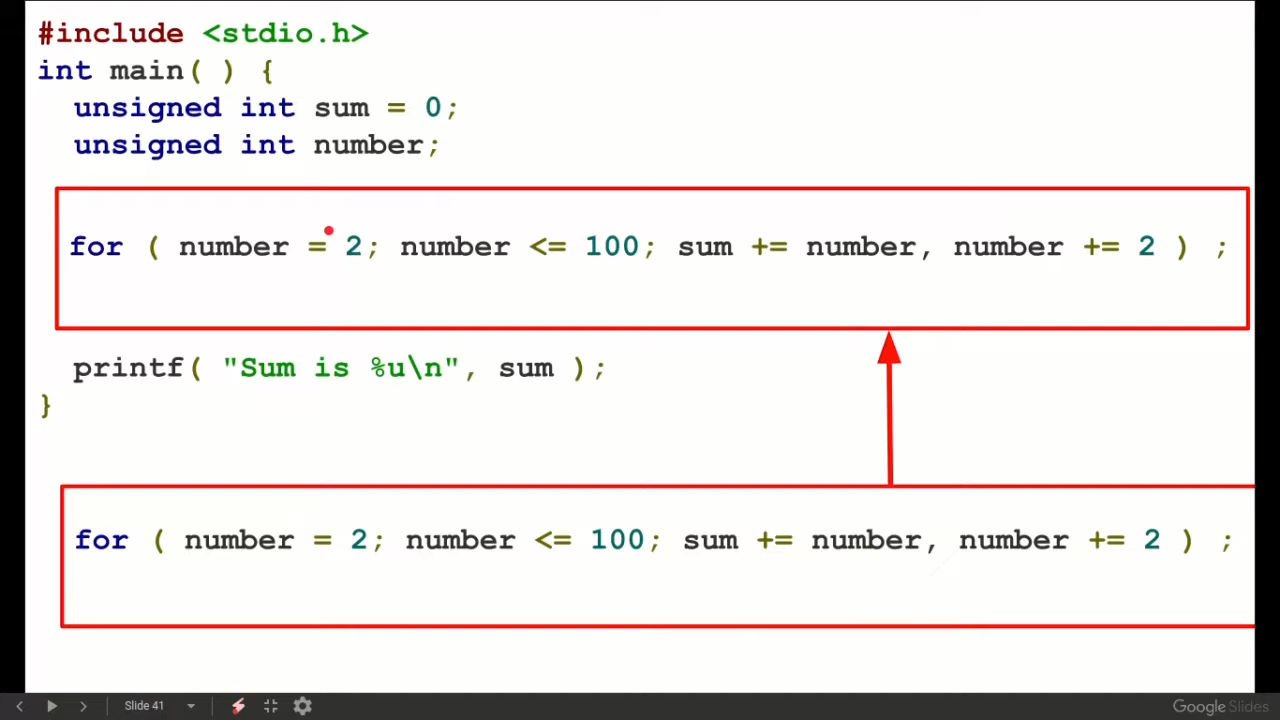 #include <stdio.h>
int main( ) {
  unsigned int sum = 0;
  unsigned int number;
for ( number = 2; number <= 100; sum += number, number += 2 ) ;
  printf( "Sum is %u\n", sum );
}
for ( number = 2; number <= 100; sum += number, number += 2 ) ;
Slide 41
Google Slides